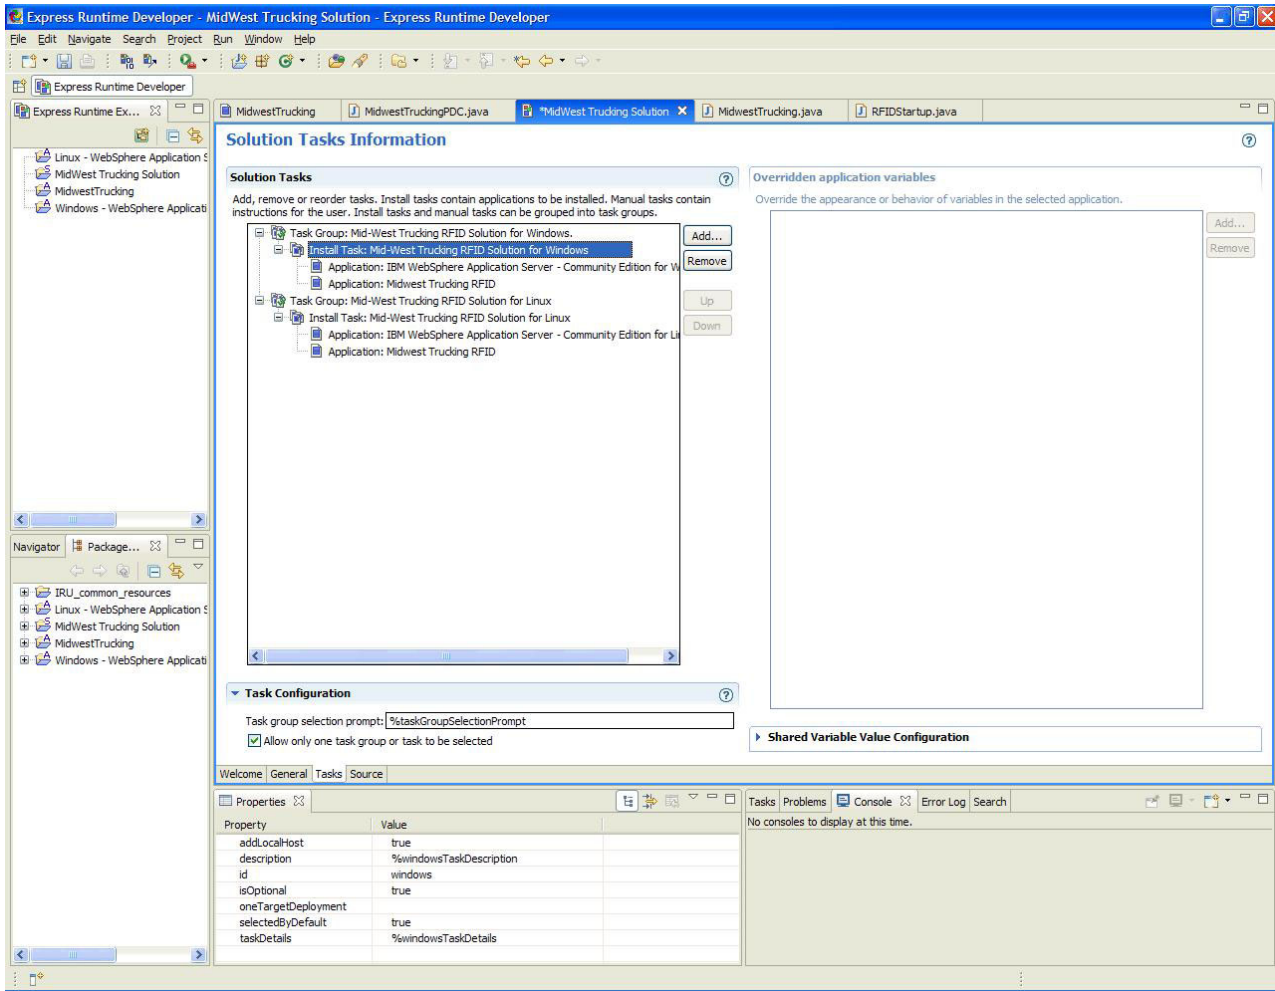 Express Runtime Developer - MidWest Trucking Solution - Express Runtime Developer
File Edit Navigate Search Project Run Window Help
Express Runtime Developer
Express Runtime Ex...
Linux - WebSphere Application S
MidWest Trucking Solution
MidwestTrucking
Windows - WebSphere Applicati
MidwestTrucking MidwestTruckingPDC.java *MidWest Trucking Solution MidwestTrucking.java RFIDStartup.java
Solution Tasks Information
Solution Tasks
Add, remove or reorder tasks. Install tasks contain applications to be installed. Manual tasks contain
instructions for the user. Install tasks and manual tasks can be grouped into task groups.
Task Group: Mid-West Trucking RFID Solution for Windows.
Install Task: Mid-West Trucking RFID Solution for Windows
Application: IBM WebSphere Application Server - Community Edition for W
Application: Midwest Trucking RFID
Task Group: Mid-West Trucking RFID Solution for Linux
Install Task: Mid-West Trucking RFID Solution for Linux
Application: IBM WebSphere Application Server - Community Edition for Li
Application: Midwest Trucking RFID
Add...
Remove
Up
Down
Overridden application variables
Override the appearance or behavior of variables in the selected application.
Add...
Remove
Task Configuration
Task group selection prompt: %taskGroupSelectionPrompt
Allow only one task group or task to be selected
Shared Variable Value Configuration
Welcome General Tasks Source
Navigator Package...
IRU_common_resources
Linux - WebSphere Application S
MidWest Trucking Solution
MidwestTrucking
Windows - WebSphere Applicati
Properties
Property Value
addLocalHost true
description %windowsTaskDescription
id windows
isOptional true
oneTargetDeployment
selectedByDefault true
taskDetails %windowsTaskDetails
Tasks Problems Console Error Log Search
No consoles to display at this time.